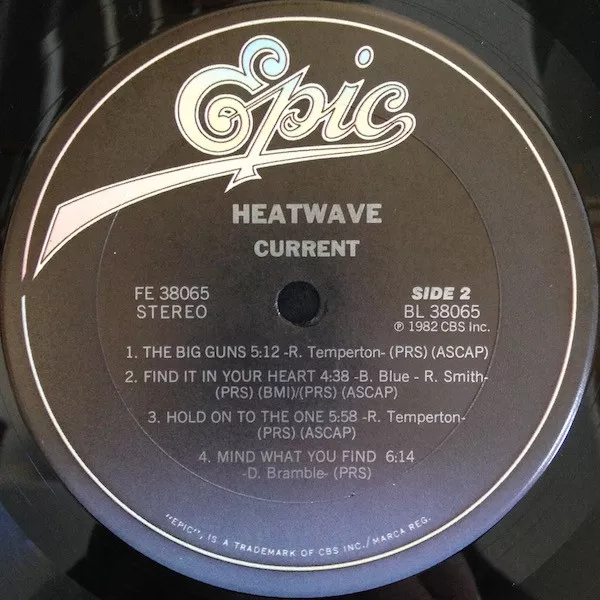 Epic
HEATWAVE
CURRENT
FE 38065
STEREO
SIDE 2
BL 38065
℗ 1982 CBS Inc.
1. THE BIG GUNS 5:12 -R. Temperton- (PRS) (ASCAP)
2. FIND IT IN YOUR HEART 4:38 -B. Blue - R. Smith-
(PRS) (BMI)/(PRS) (ASCAP)
3. HOLD ON TO THE ONE 5:58 -R. Temperton-
(PRS) (ASCAP)
4. MIND WHAT YOU FIND 6:14
-D. Bramble- (PRS)
"EPIC", IS A TRADEMARK OF CBS INC./MARCA REG.